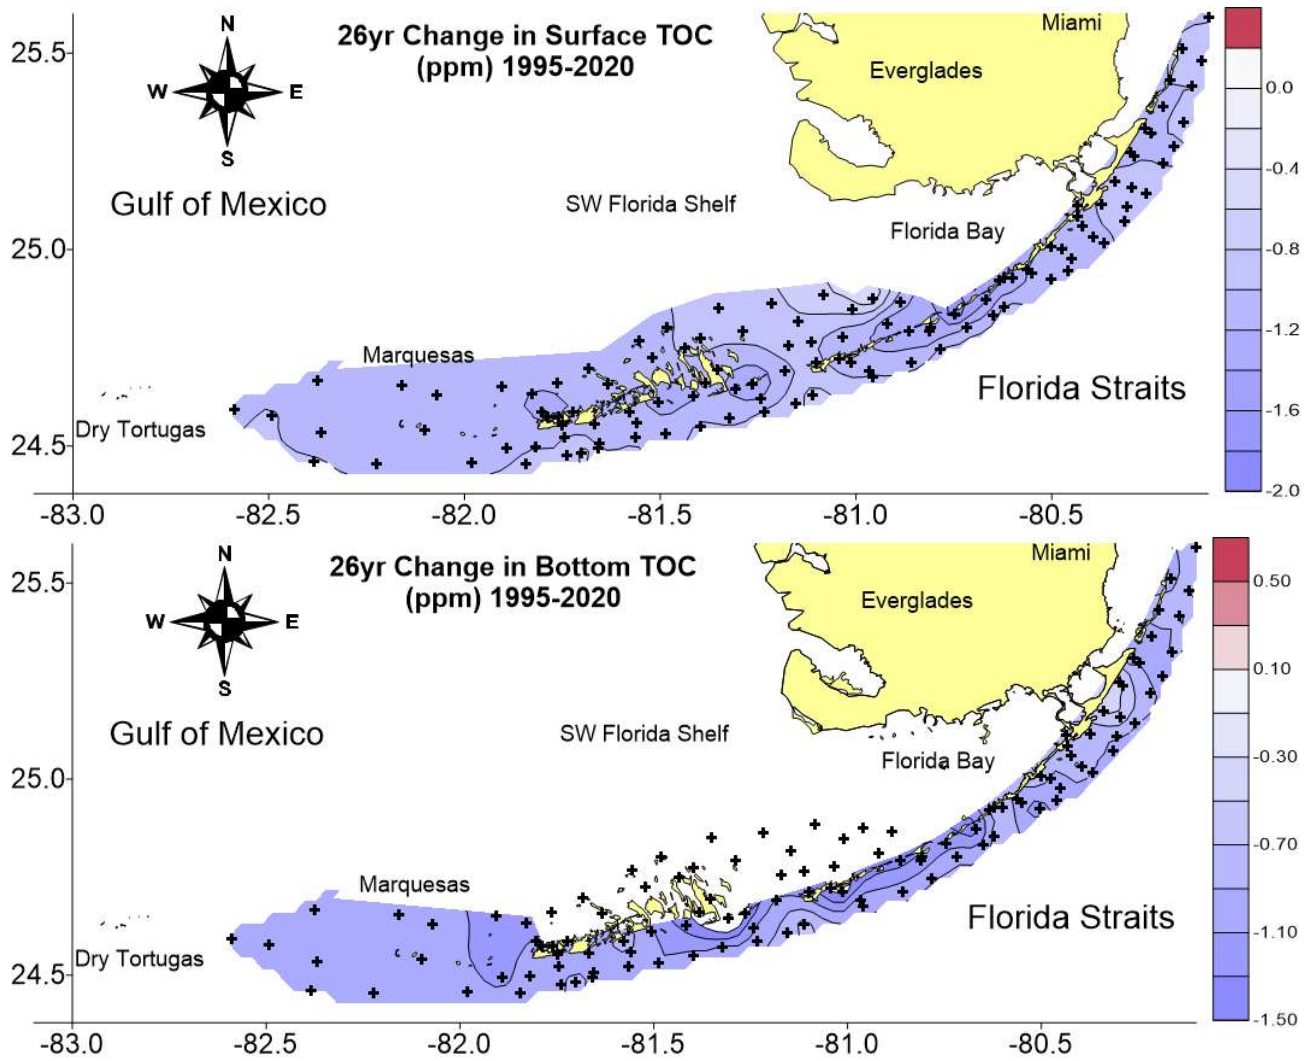 26yr Change in Surface TOC
(ppm) 1995-2020
N
W
E
S
Gulf of Mexico
SW Florida Shelf
Everglades
Miami
Florida Bay
Florida Straits
Marquesas
Dry Tortugas
25.5
25.0
24.5
-83.0
-82.5
-82.0
-81.5
-81.0
-80.5
0.0
-0.4
-0.8
-1.2
-1.6
-2.0
26yr Change in Bottom TOC
(ppm) 1995-2020
N
W
E
S
Gulf of Mexico
SW Florida Shelf
Everglades
Miami
Florida Bay
Florida Straits
Marquesas
Dry Tortugas
25.5
25.0
24.5
-83.0
-82.5
-82.0
-81.5
-81.0
-80.5
0.50
0.10
-0.30
-0.70
-1.10
-1.50